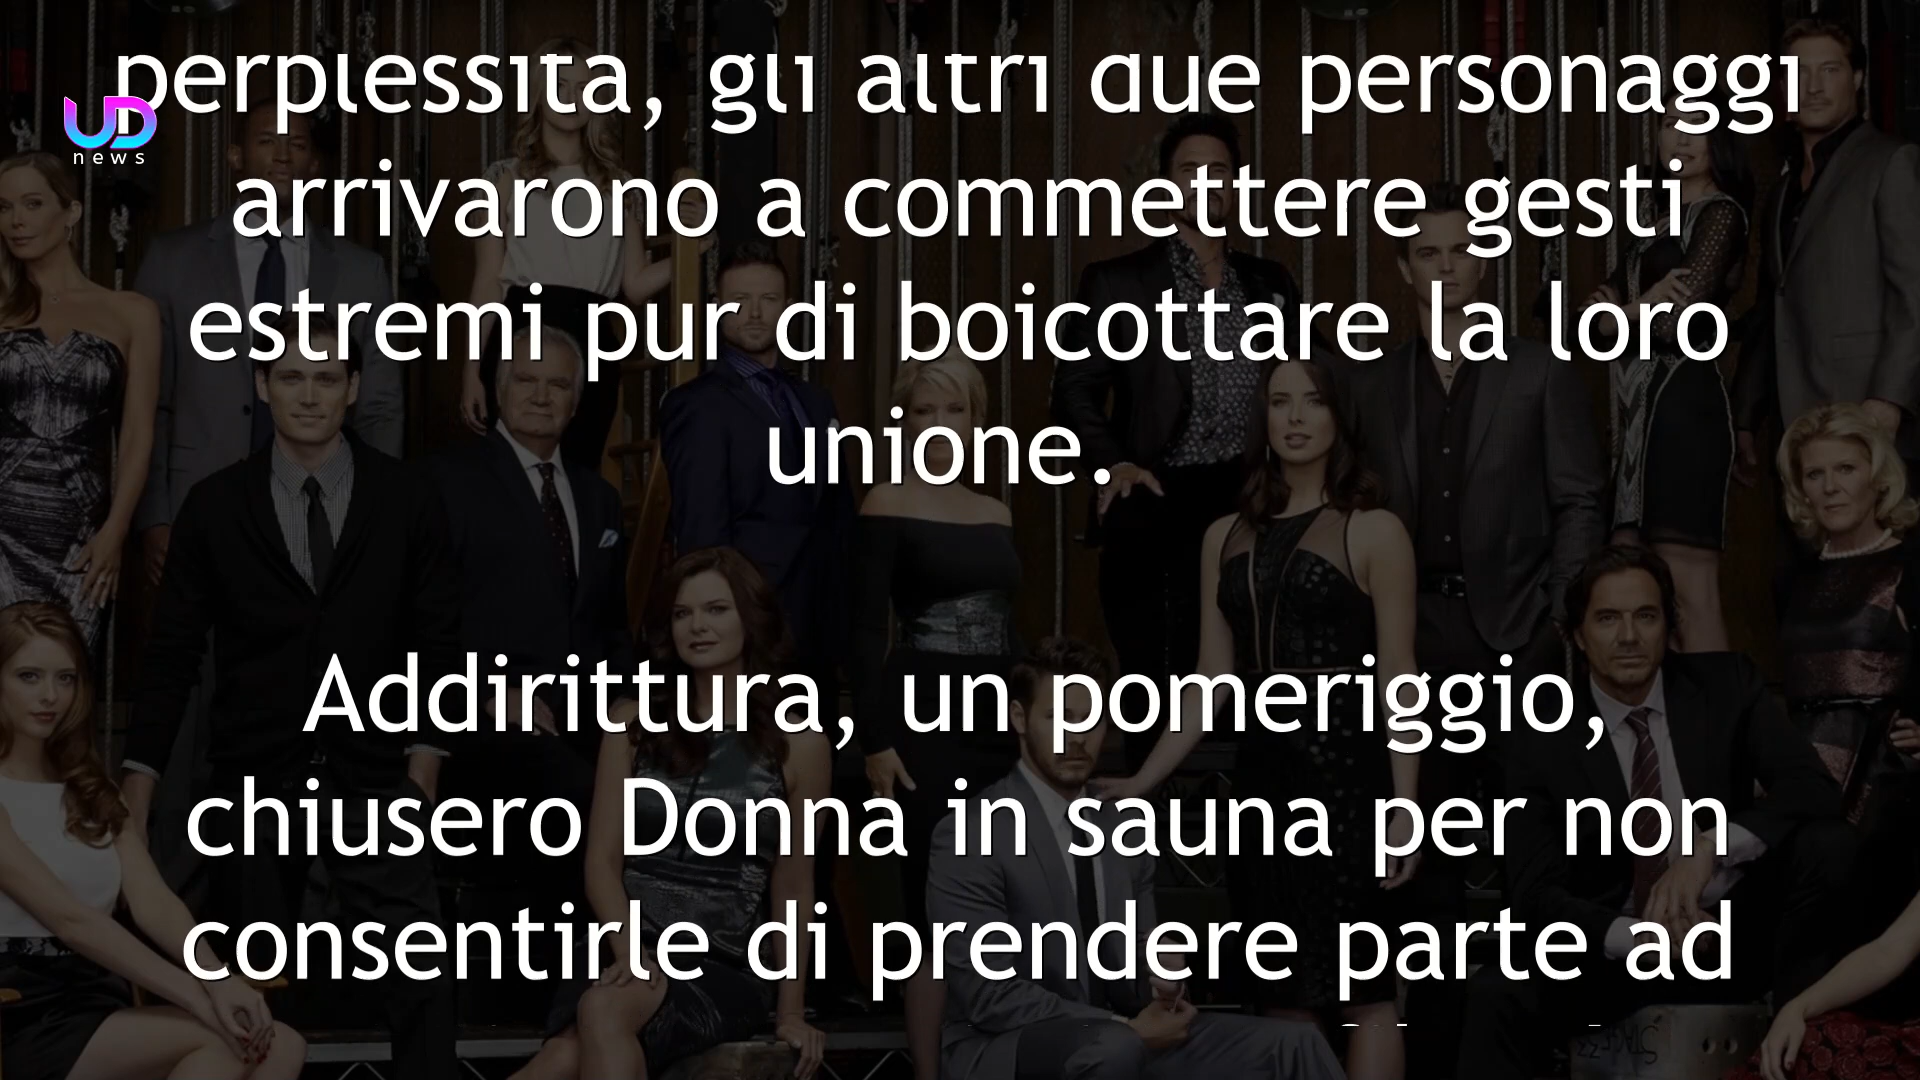 perplessità, gli altri due personaggi
UD
news
arrivarono a commettere gesti
estremi pur di boicottare la loro
unione.
Addirittura, un pomeriggio,
chiusero Donna in sauna per non
consentirle di prendere parte ad